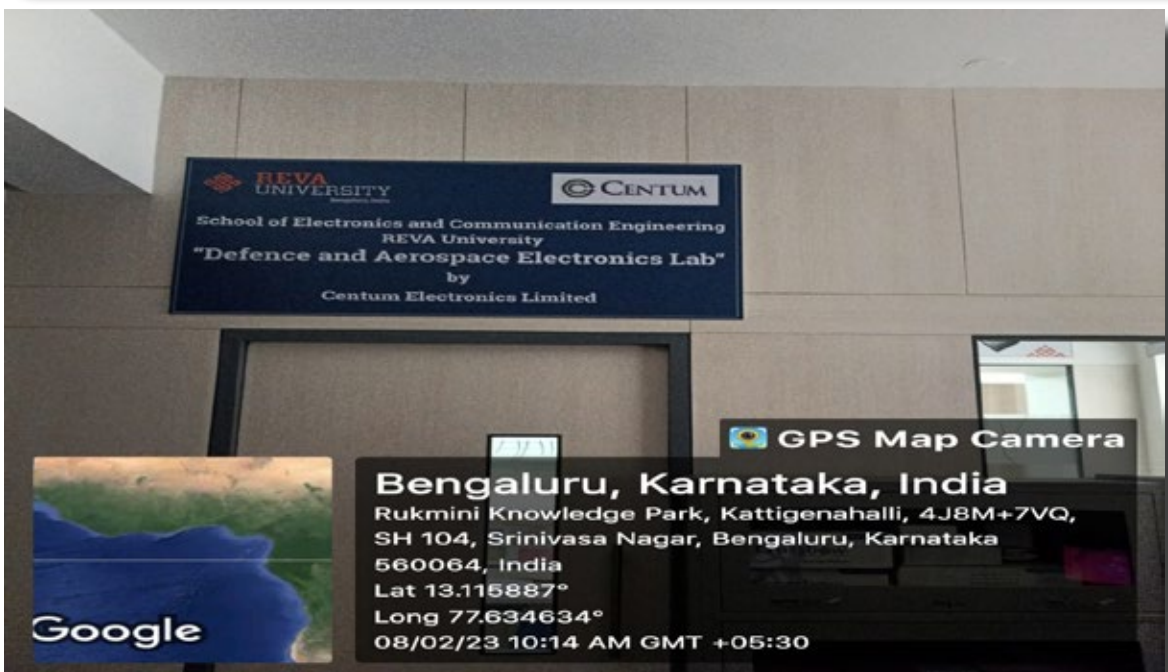 REVA
UNIVERSITY
Bengaluru, India
CENTUM
School of Electronics and Communication Engineering
REVA University
"Defence and Aerospace Electronics Lab"
by
Centum Electronics Limited
GPS Map Camera
Bengaluru, Karnataka, India
Rukmini Knowledge Park, Kattigenahalli, 4J8M+7VQ,
SH 104, Srinivasa Nagar, Bengaluru, Karnataka
560064, India
Lat 13.115887°
Long 77.634634°
08/02/23 10:14 AM GMT +05:30
Google